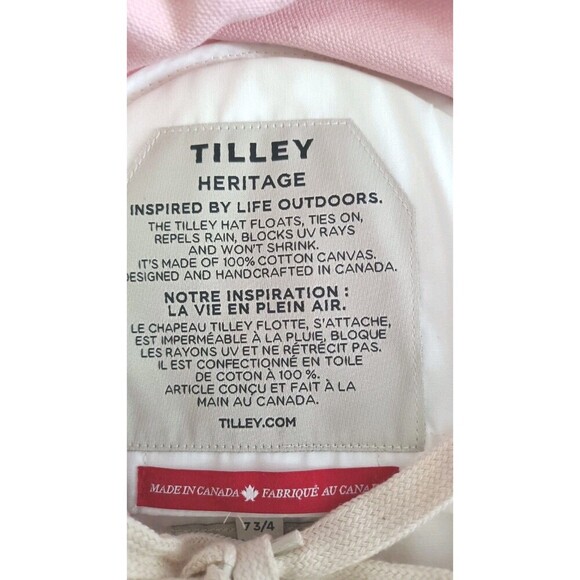 TILLEY
HERITAGE
INSPIRED BY LIFE OUTDOORS.
THE TILLEY HAT FLOATS, TIES ON,
REPELS RAIN, BLOCKS UV RAYS
AND WON'T SHRINK.
IT'S MADE OF 100% COTTON CANVAS.
DESIGNED AND HANDCRAFTED IN CANADA.
NOTRE INSPIRATION :
LA VIE EN PLEIN AIR.
LE CHAPEAU TILLEY FLOTTE, S'ATTACHE,
EST IMPERMÉABLE À LA PLUIE, BLOQUE
LES RAYONS UV ET NE RÉTRÉCIT PAS.
IL EST CONFECTIONNÉ EN TOILE
DE COTON À 100 %.
ARTICLE CONÇU ET FAIT À LA
MAIN AU CANADA.
TILLEY.COM
MADE IN CANADA FABRIQUÉ AU CANADA
7 3/4